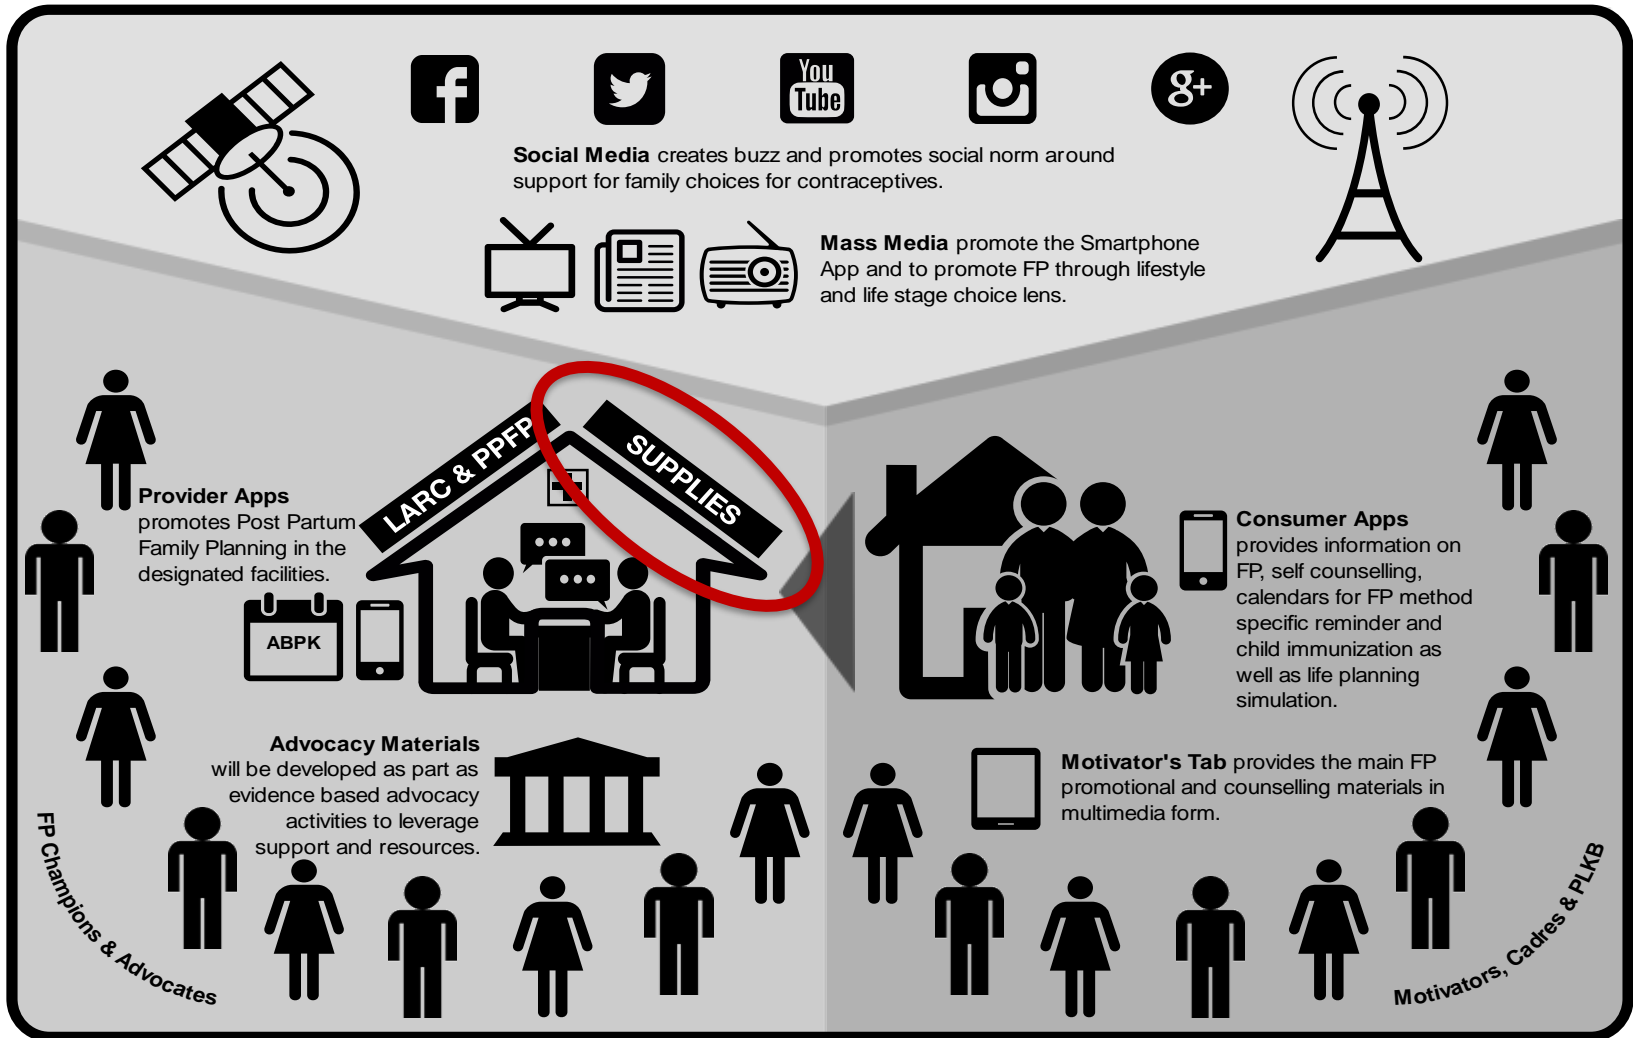 f
You
Tube
g+
Social Media creates buzz and promotes social norm around
support for family choices for contraceptives.
Mass Media promote the Smartphone
App and to promote FP through lifestyle
and life stage choice lens.
LARC & PPFP
SUPPLIES
Provider Apps
promotes Post Partum
Family Planning in the
designated facilities.
ABPK
Advocacy Materials
will be developed as part as
evidence based advocacy
activities to leverage
support and resources.
FP Champions & Advocates
Consumer Apps
provides information on
FP, self counselling,
calendars for FP method
specific reminder and
child immunization as
well as life planning
simulation.
Motivator's Tab provides the main FP
promotional and counselling materials in
multimedia form.
Motivators, Cadres & PLKB